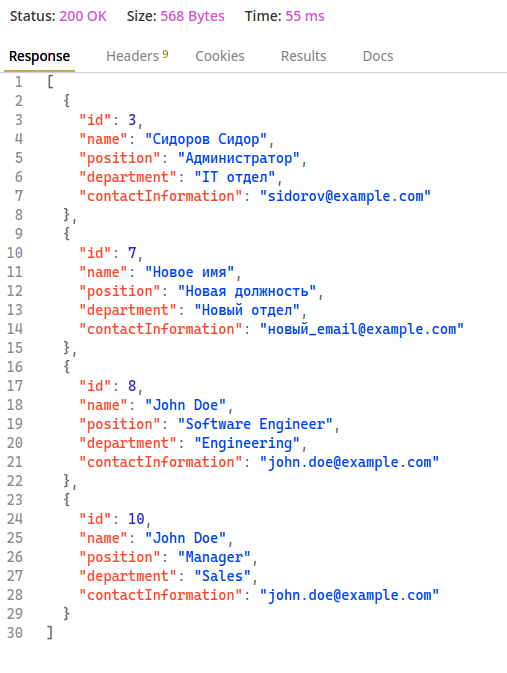 Status: 200 OK Size: 568 Bytes Time: 55 ms
Response Headers 9 Cookies Results Docs
1 [
2 {
3 "id": 3,
4 "name": "Сидоров Сидор",
5 "position": "Администратор",
6 "department": "IT отдел",
7 "contactInformation": "sidorov@example.com"
8 },
9 {
10 "id": 7,
11 "name": "Новое имя",
12 "position": "Новая должность",
13 "department": "Новый отдел",
14 "contactInformation": "новый_email@example.com"
15 },
16 {
17 "id": 8,
18 "name": "John Doe",
19 "position": "Software Engineer",
20 "department": "Engineering",
21 "contactInformation": "john.doe@example.com"
22 },
23 {
24 "id": 10,
25 "name": "John Doe",
26 "position": "Manager",
27 "department": "Sales",
28 "contactInformation": "john.doe@example.com"
29 }
30 ]